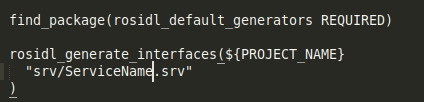 find_package(rosidl_default_generators REQUIRED)
rosidl_generate_interfaces(${PROJECT_NAME}
"srv/ServiceName.srv"
)